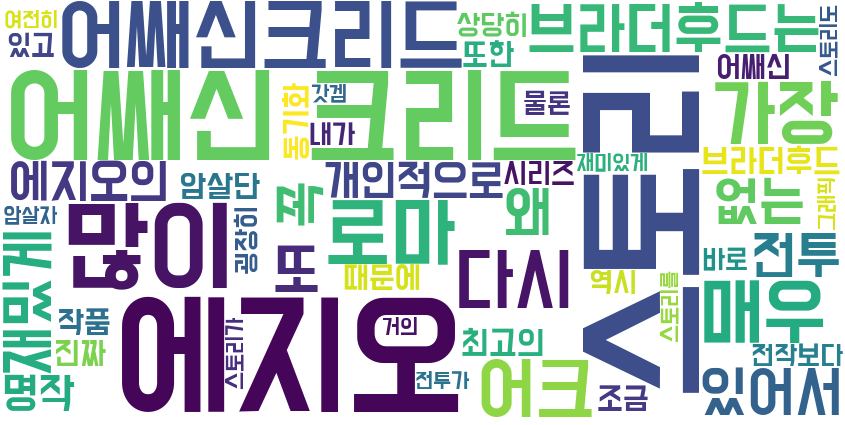 여전히
있고
어쌔신크리드
상당히
또한
브라더후드는
도리토스
어쌔신 크리드
갓겜
동기화
내가
물론
스토리
어쌔신
가장
에지오의
암살단
개인적으로
시리즈
재미있게
브라더후드
그래픽
암살자
많이
굉장히
폭
또
로마
왜
없는
재밌게
때문에
다시
역시
바로
전투
작품
진짜
스토리가
에지오
거의
최고의
스토리를
매우
전작보다
명작
전투가
어크
조금
있어서